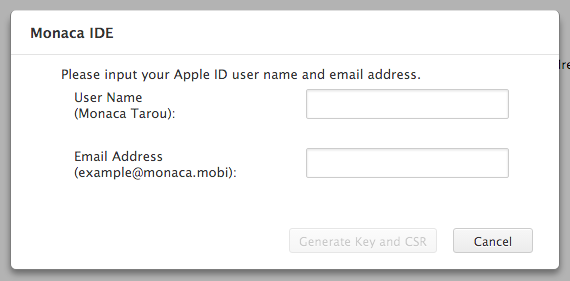 Monaca IDE
Please input your Apple ID user name and email address.
User Name
(Monaca Tarou):
Email Address
(example@monaca.mobi):
Generate Key and CSR
Cancel